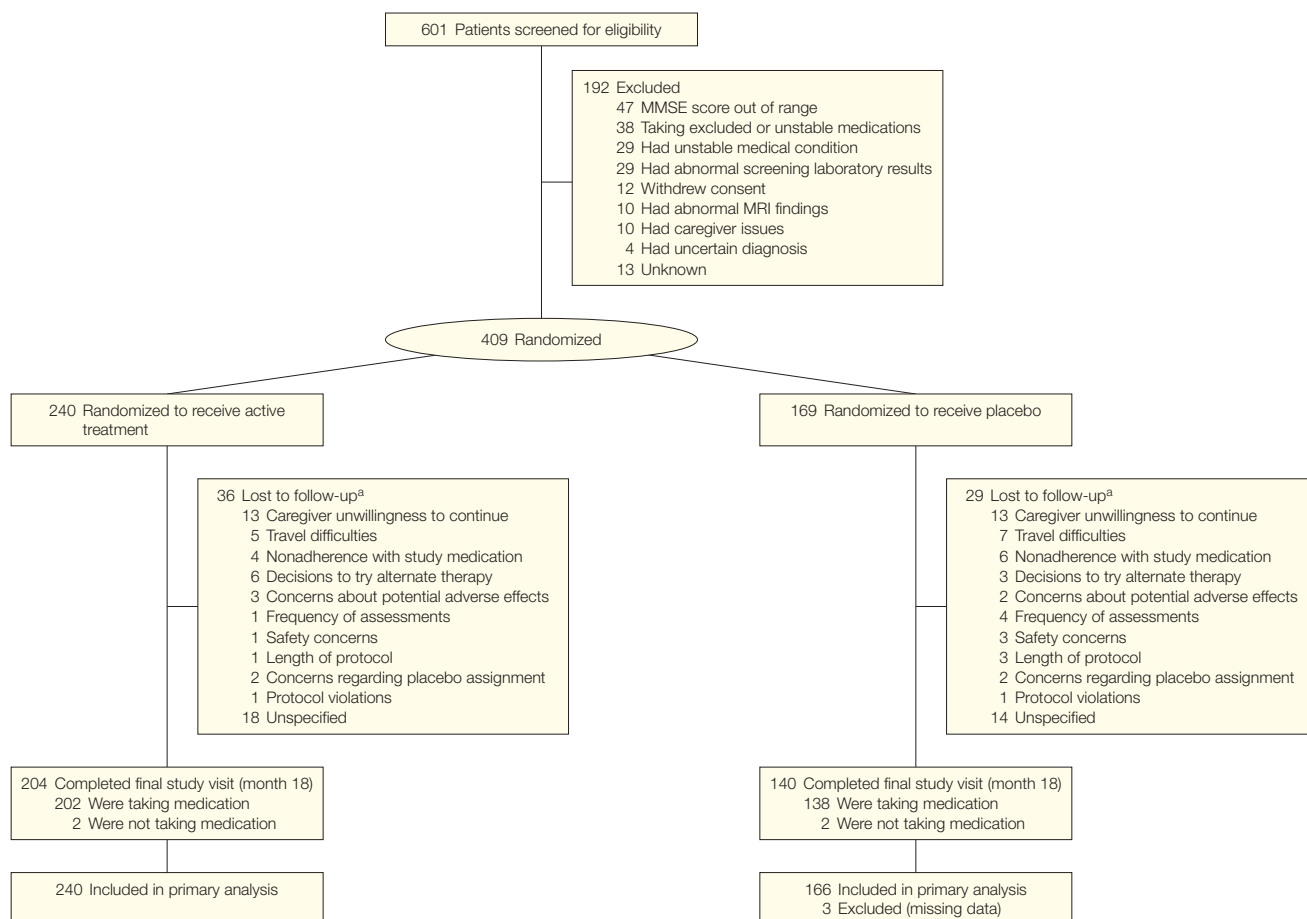 601 Patients screened for eligibility
192 Excluded
47 MMSE score out of range
38 Taking excluded or unstable medications
29 Had unstable medical condition
29 Had abnormal screening laboratory results
12 Withdrew consent
10 Had abnormal MRI findings
10 Had caregiver issues
4 Had uncertain diagnosis
13 Unknown
409 Randomized
240 Randomized to receive active
treatment
169 Randomized to receive placebo
36 Lost to follow-upa
13 Caregiver unwillingness to continue
5 Travel difficulties
4 Nonadherence with study medication
6 Decisions to try alternate therapy
3 Concerns about potential adverse effects
1 Frequency of assessments
1 Safety concerns
1 Length of protocol
2 Concerns regarding placebo assignment
1 Protocol violations
18 Unspecified
29 Lost to follow-upa
13 Caregiver unwillingness to continue
7 Travel difficulties
6 Nonadherence with study medication
3 Decisions to try alternate therapy
2 Concerns about potential adverse effects
4 Frequency of assessments
3 Safety concerns
3 Length of protocol
2 Concerns regarding placebo assignment
1 Protocol violations
14 Unspecified
204 Completed final study visit (month 18)
202 Were taking medication
2 Were not taking medication
140 Completed final study visit (month 18)
138 Were taking medication
2 Were not taking medication
240 Included in primary analysis
166 Included in primary analysis
3 Excluded (missing data)